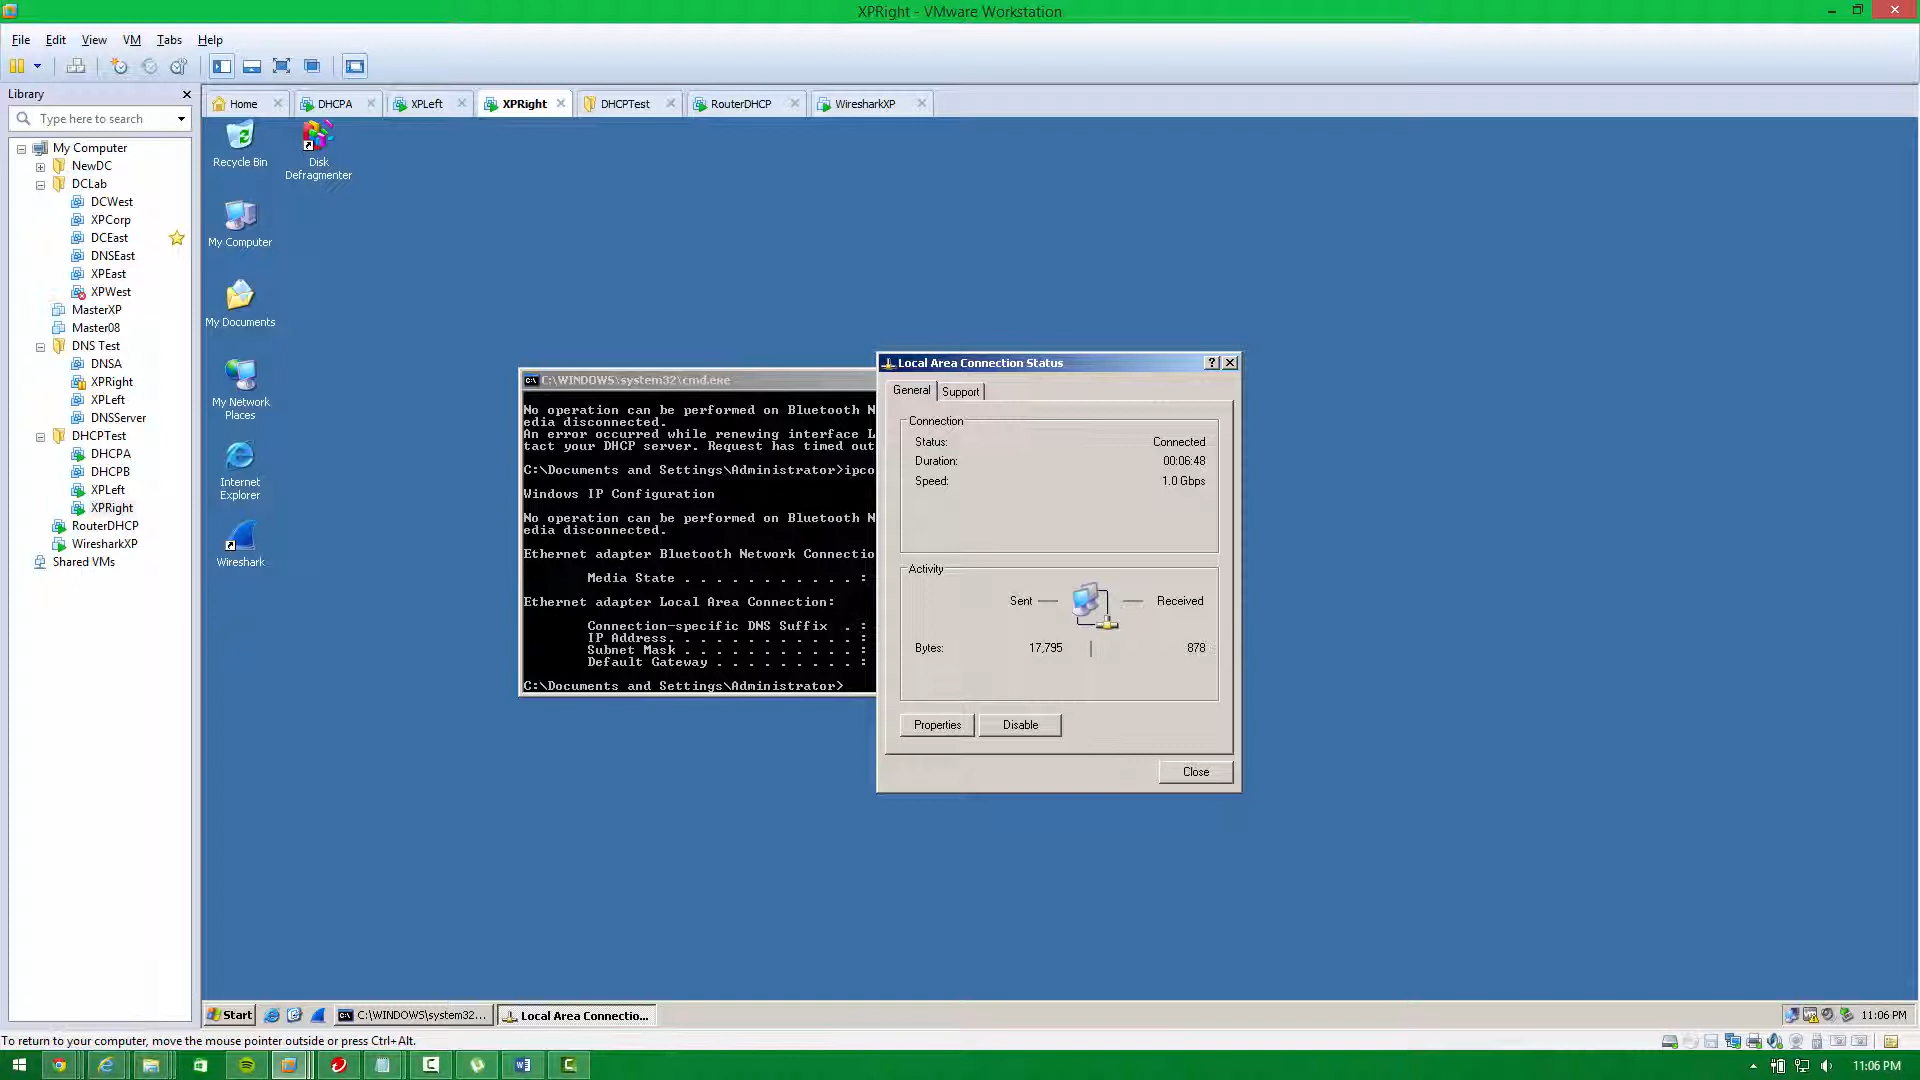 XPRight - VMware Workstation
File Edit View VM Tabs Help
Library
Type here to search
My Computer
NewDC
DCLab
DCWest
XPCorp
DCEast
DNSEast
XPEast
XPWest
MasterXP
Master08
DNS Test
DNSA
XPRight
XPLeft
DNSServer
DHCPTest
DHCPA
DHCPB
XPLeft
XPRight
RouterDHCP
WiresharkXP
Shared VMs
Home DHCPA XPLeft XPRight DHCPTest RouterDHCP WiresharkXP
Recycle Bin
Disk
Defragmenter
My Computer
My Documents
My Network
Places
Internet
Explorer
Wireshark
C:\WINDOWS\system32\cmd.exe
No operation can be performed on Bluetooth N
edia disconnected.
An error occurred while renewing interface L
tact your DHCP server. Request has timed out
C:\Documents and Settings\Administrator>ipco
Windows IP Configuration
No operation can be performed on Bluetooth N
edia disconnected.
Ethernet adapter Bluetooth Network Connectio
Media State . . . . . . . . . . . :
Ethernet adapter Local Area Connection:
Connection-specific DNS Suffix . :
IP Address. . . . . . . . . . . . :
Subnet Mask . . . . . . . . . . . :
Default Gateway . . . . . . . . . :
C:\Documents and Settings\Administrator>
Local Area Connection Status
General Support
Connection
Status: Connected
Duration: 00:06:48
Speed: 1.0 Gbps
Activity
Sent Received
Bytes: 17,795 878
Properties Disable
Close
Start C:\WINDOWS\system32... Local Area Connectio... 11:06 PM
To return to your computer, move the mouse pointer outside or press Ctrl+Alt.
11:06 PM